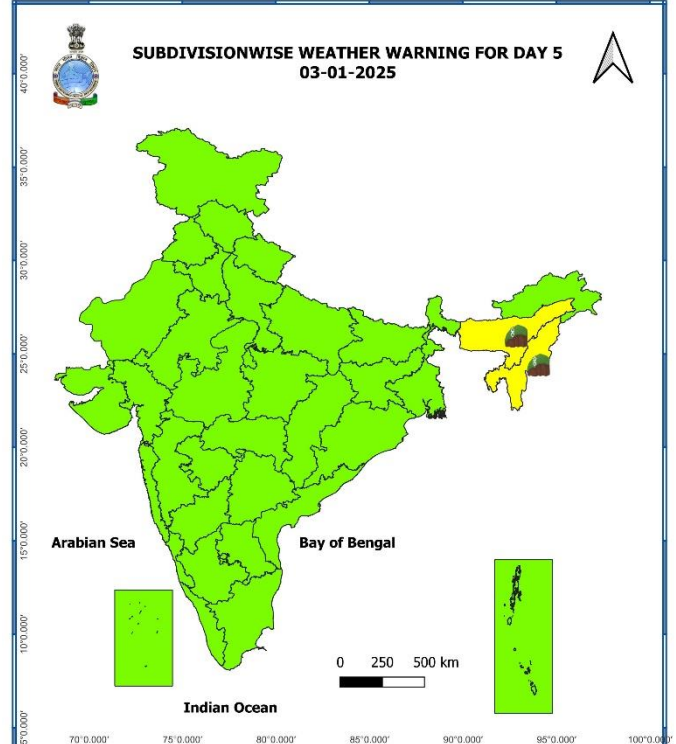 SUBDIVISIONWISE WEATHER WARNING FOR DAY 5
03-01-2025
40°0.000'
35°0.000'
30°0.000'
25°0.000'
20°0.000'
15°0.000'
10°0.000'
5°0.000'
Arabian Sea
Bay of Bengal
0 250 500 km
Indian Ocean
70°0.000' 75°0.000' 80°0.000' 85°0.000' 90°0.000' 95°0.000' 100°0.000'